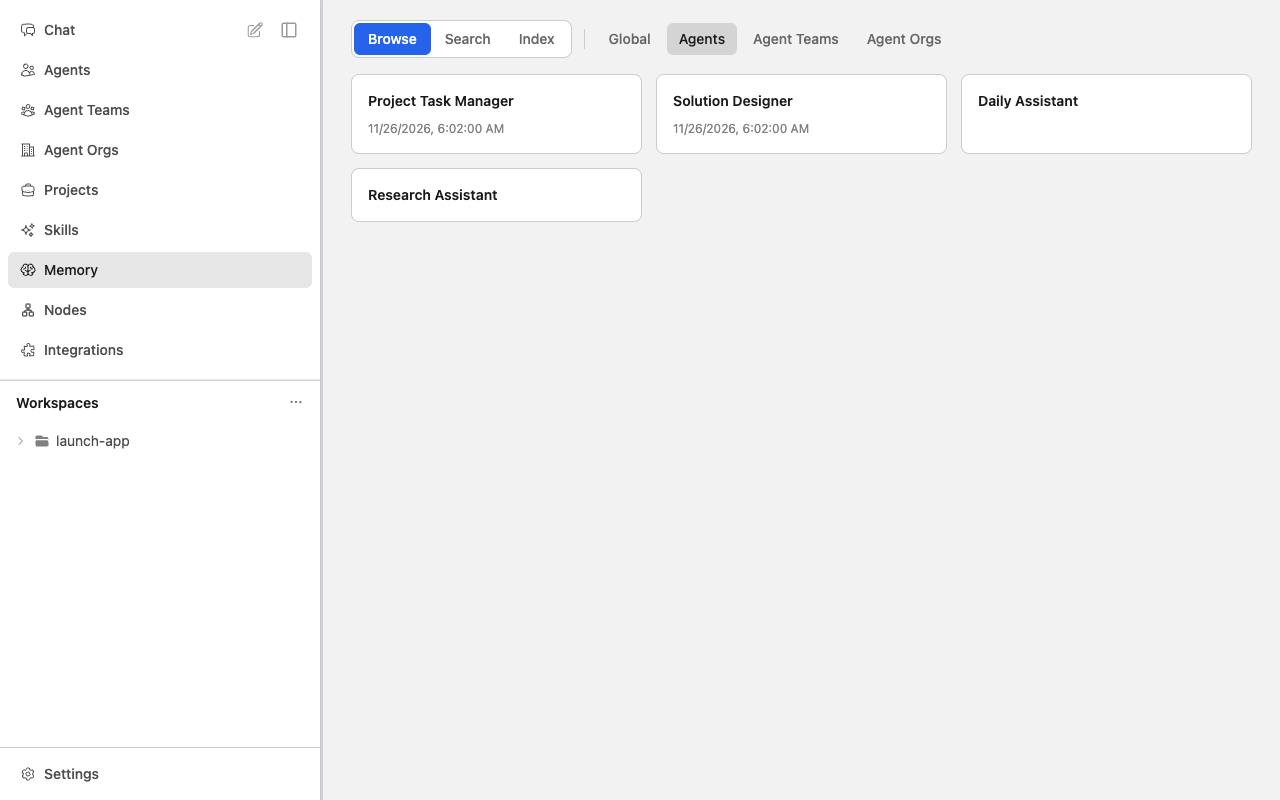 Chat
Agents
Agent Teams
Agent Orgs
Projects
Skills
Memory
Nodes
Integrations
Workspaces
launch-app
Settings
Browse Search Index Global Agents Agent Teams Agent Orgs
Project Task Manager
11/26/2026, 6:02:00 AM
Solution Designer
11/26/2026, 6:02:00 AM
Daily Assistant
Research Assistant